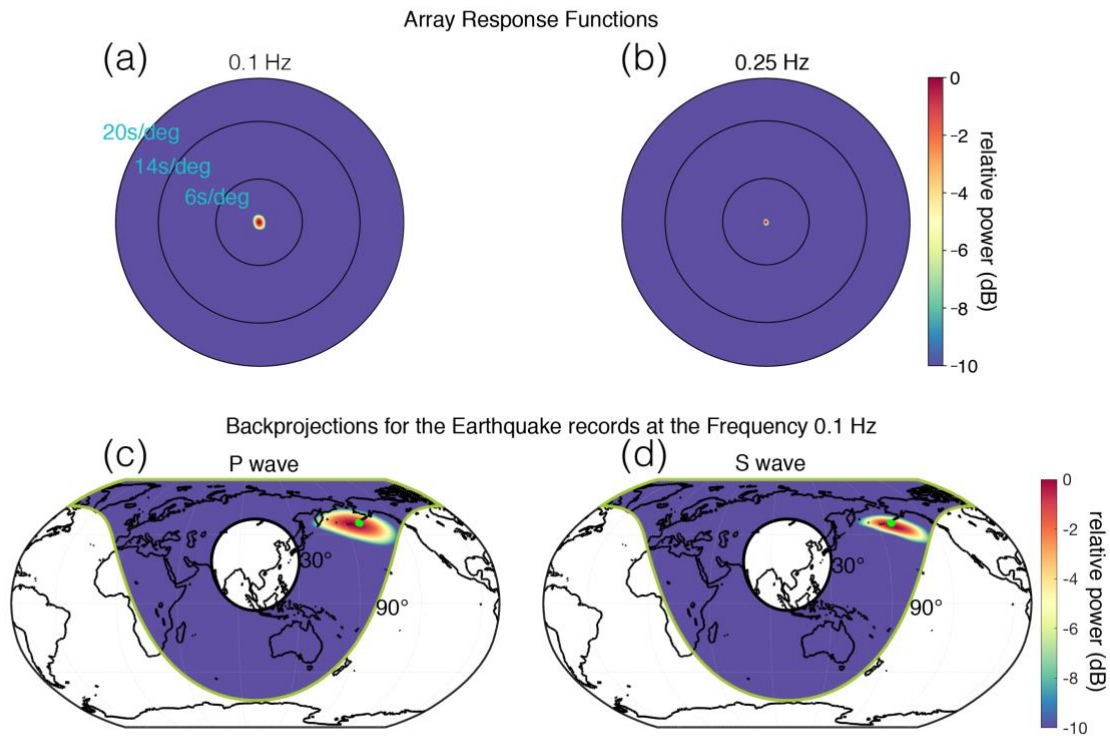 Array Response Functions
(a)
0.1 Hz
(b)
0.25 Hz
20s/deg
14s/deg
6s/deg
0
−2
−4
−6
−8
−10
relative power (dB)
Backprojections for the Earthquake records at the Frequency 0.1 Hz
(c)
P wave
(d)
S wave
30°
90°
30°
90°
0
−2
−4
−6
−8
−10
relative power (dB)